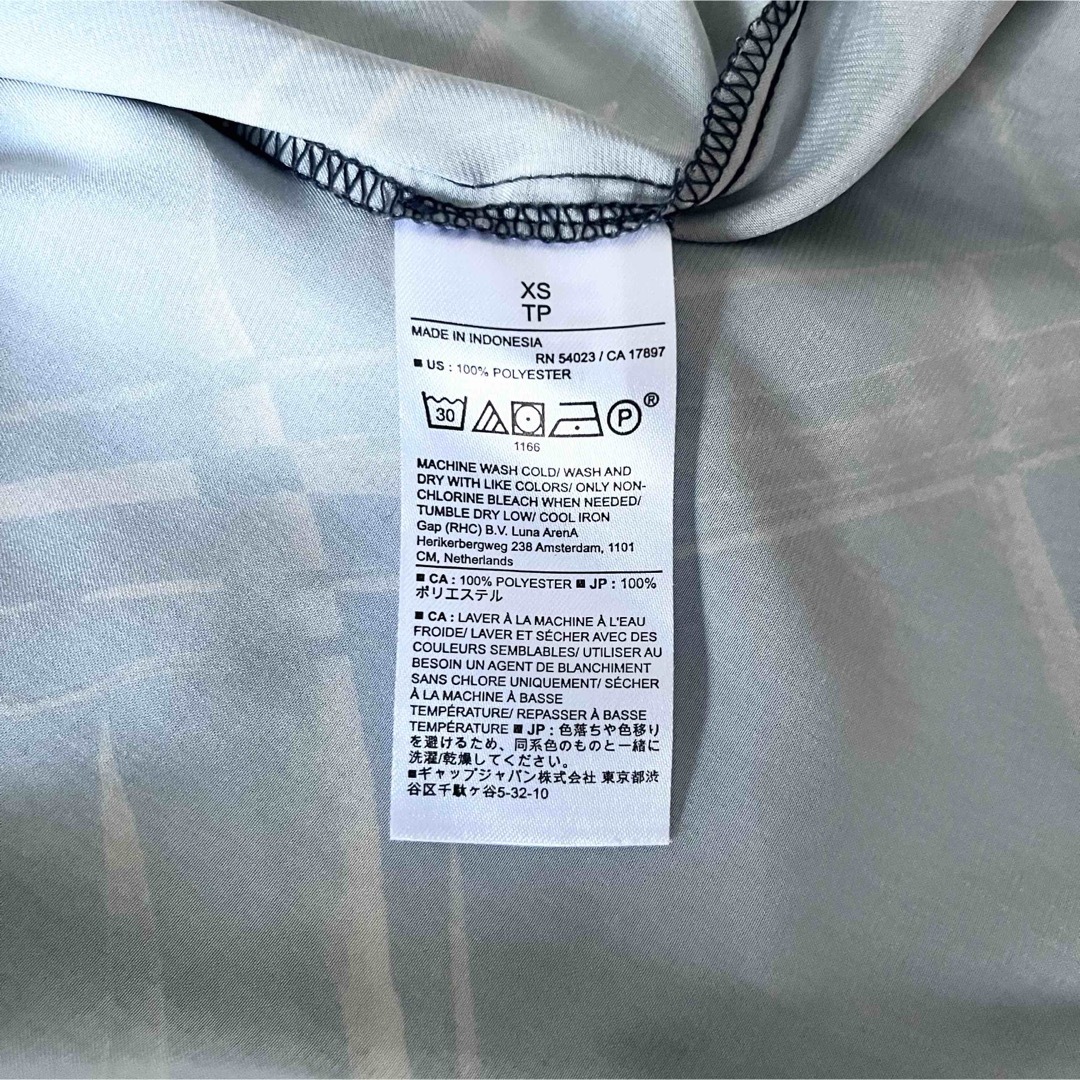 XS
TP
MADE IN INDONESIA
RN 54023 / CA 17897
■ US : 100% POLYESTER
30 P ®
1166
MACHINE WASH COLD/ WASH AND
DRY WITH LIKE COLORS/ ONLY NON-
CHLORINE BLEACH WHEN NEEDED/
TUMBLE DRY LOW/ COOL IRON
Gap (RHC) B.V. Luna ArenA
Herikerbergweg 238 Amsterdam, 1101
CM, Netherlands
■ CA : 100% POLYESTER ■ JP : 100%
ポリエステル
■ CA : LAVER À LA MACHINE À L'EAU
FROIDE/ LAVER ET SÉCHER AVEC DES
COULEURS SEMBLABLES/ UTILISER AU
BESOIN UN AGENT DE BLANCHIMENT
SANS CHLORE UNIQUEMENT/ SÉCHER
À LA MACHINE À BASSE
TEMPÉRATURE/ REPASSER À BASSE
TEMPÉRATURE ■ JP : 色落ちや色移り
を避けるため、同系色のものと一緒に
洗濯/乾燥してください。
■ギャップジャパン株式会社 東京都渋
谷区千駄ヶ谷5-32-10